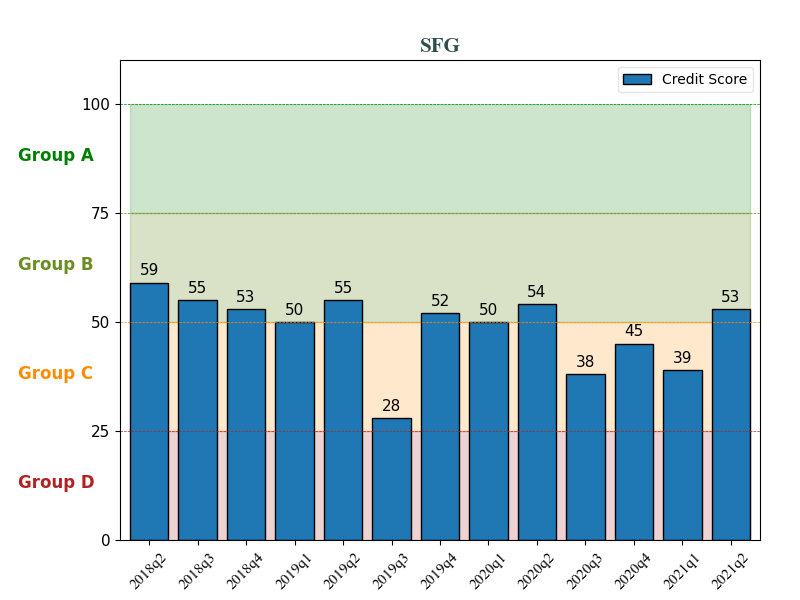 SFG
Credit Score
100
Group A
75
Group B
59
55
53
50
55
28
52
50
54
38
45
39
53
50
Group C
25
Group D
0
2018q2
2018q3
2018q4
2019q1
2019q2
2019q3
2019q4
2020q1
2020q2
2020q3
2020q4
2021q1
2021q2